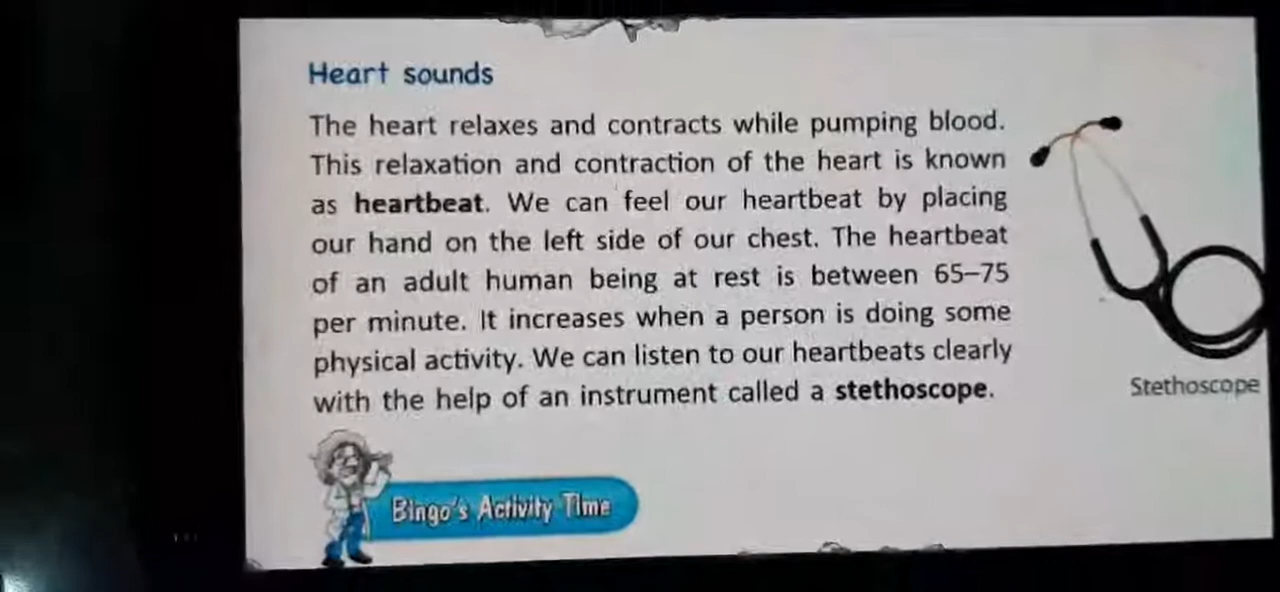 Heart sounds
The heart relaxes and contracts while pumping blood.
This relaxation and contraction of the heart is known
as heartbeat. We can feel our heartbeat by placing
our hand on the left side of our chest. The heartbeat
of an adult human being at rest is between 65–75
per minute. It increases when a person is doing some
physical activity. We can listen to our heartbeats clearly
with the help of an instrument called a stethoscope.
Stethoscope
Bingo's Activity Time